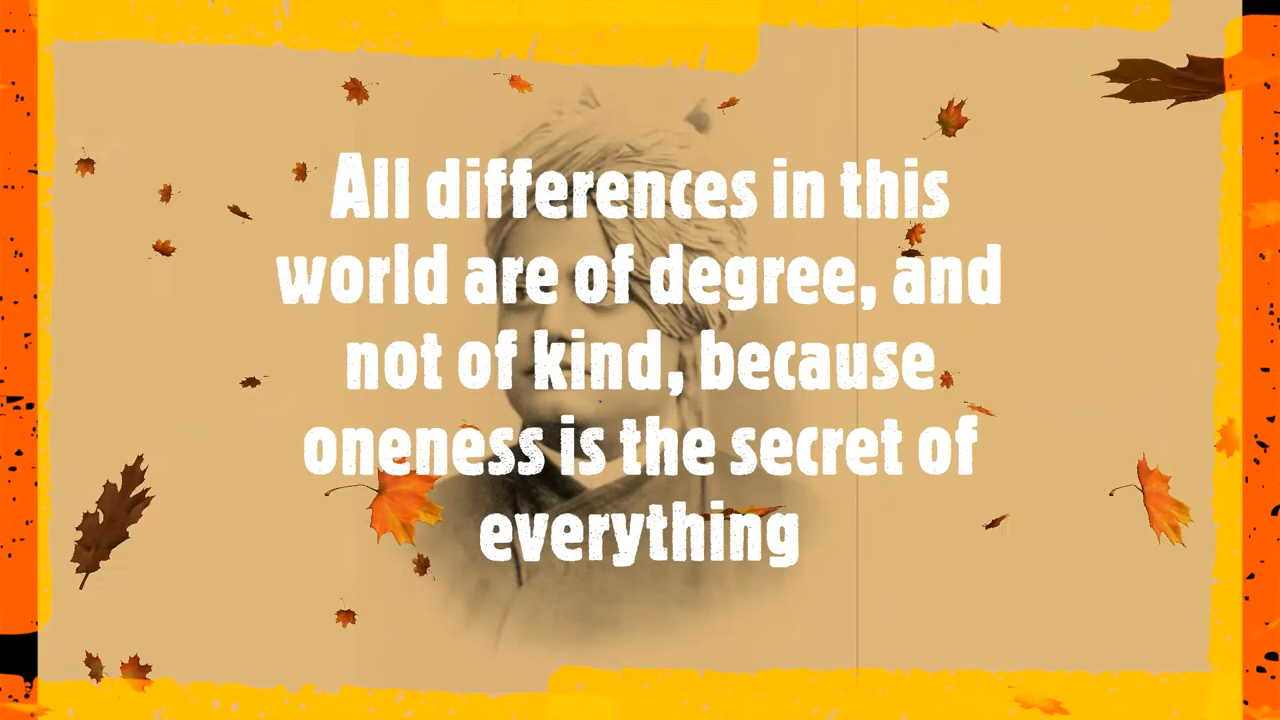 All differences in this
world are of degree, and
not of kind, because
oneness is the secret of
everything